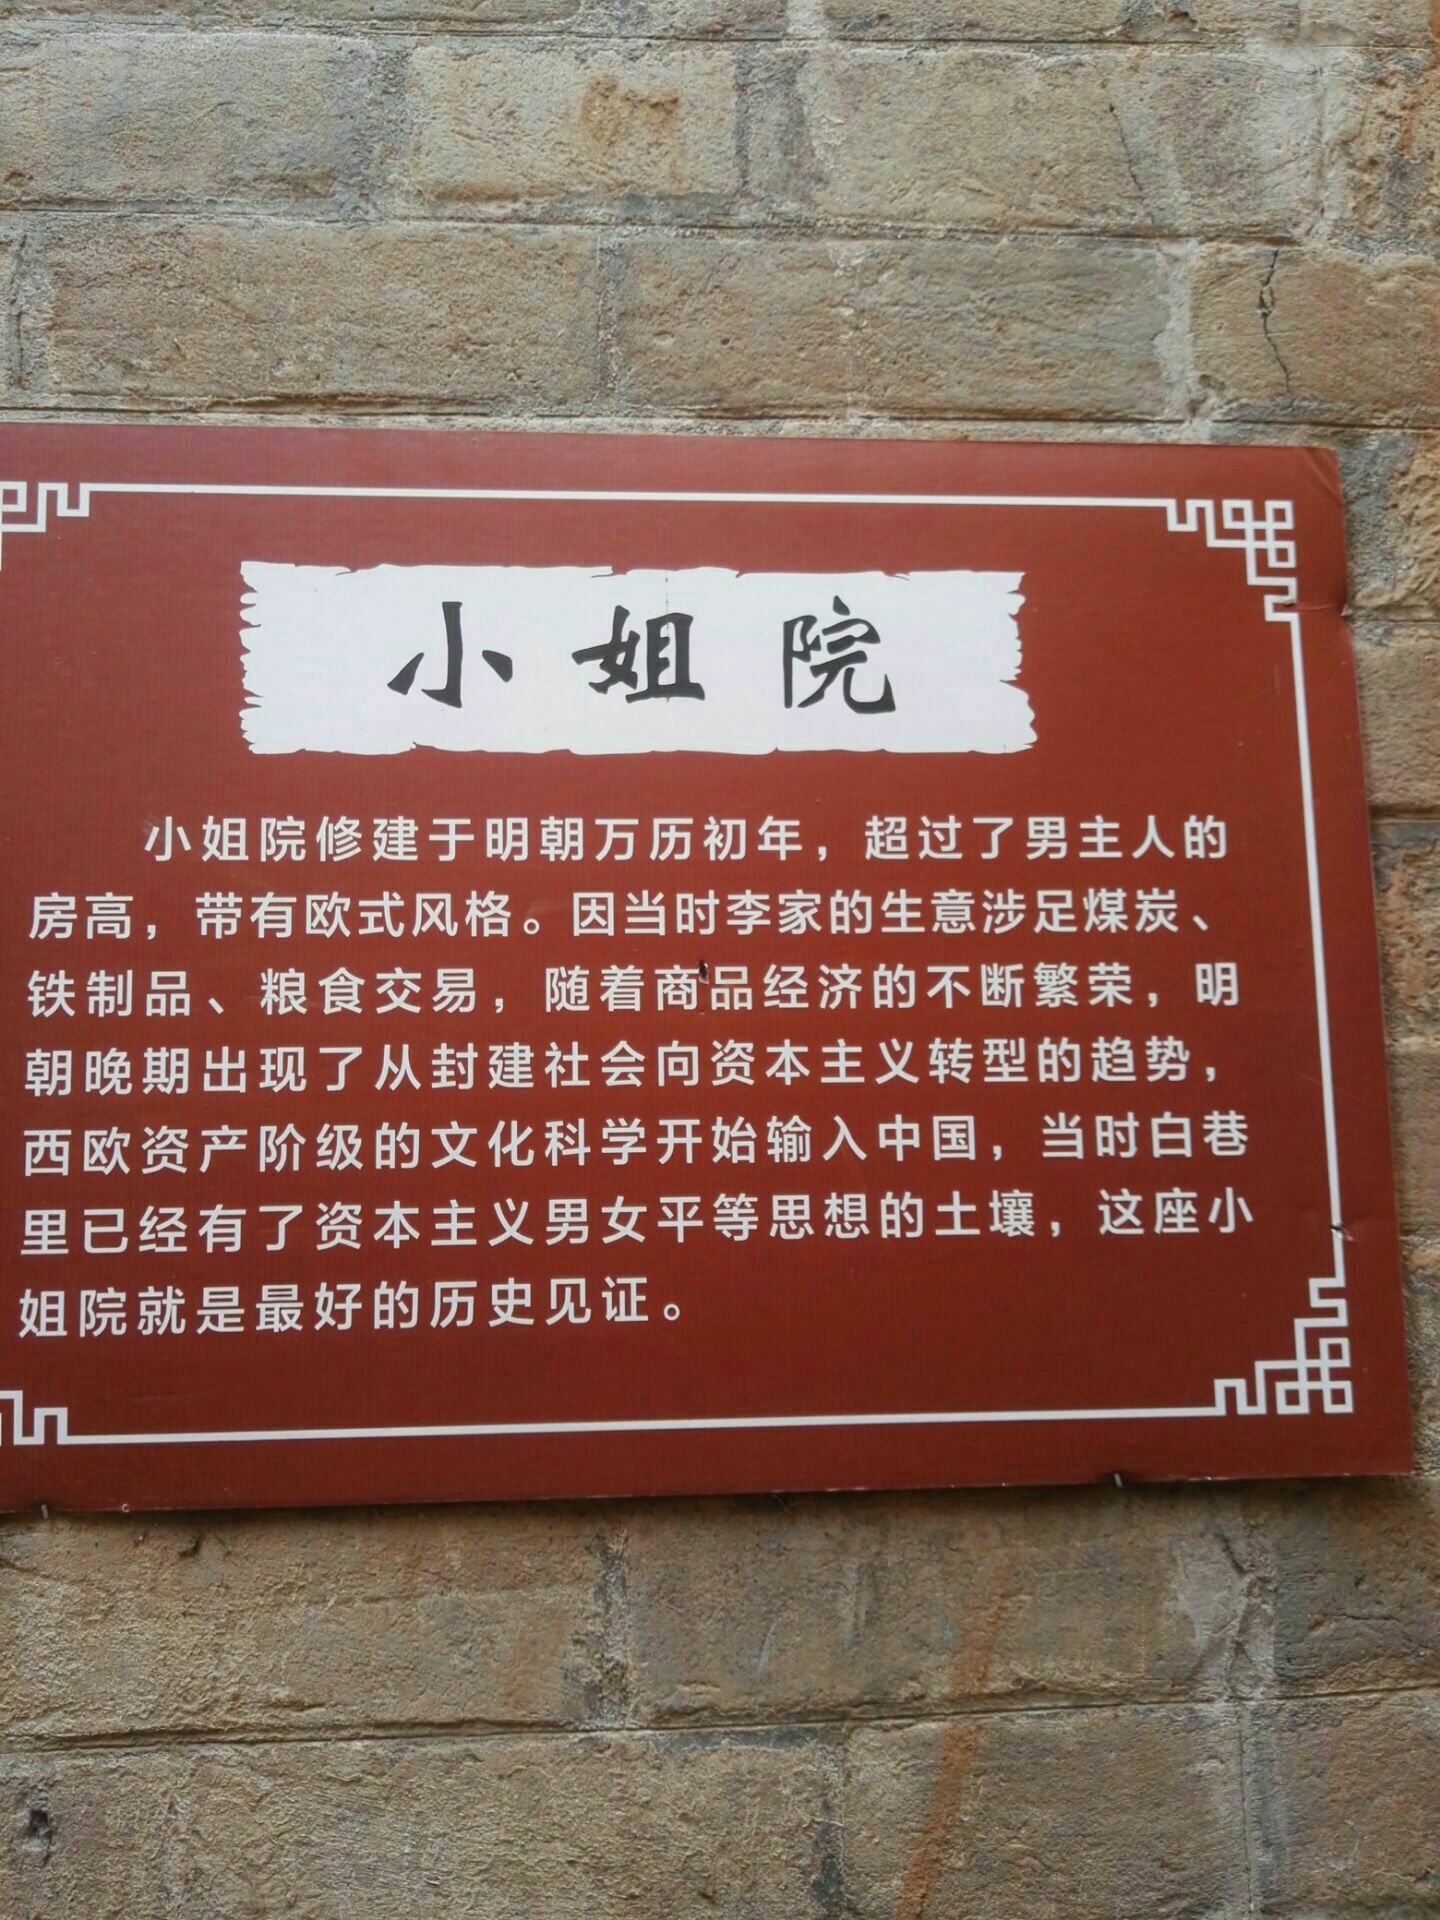 小姐院
小姐院修建于明朝万历初年，超过了男主人的
房高，带有欧式风格。因当时李家的生意涉足煤炭、
铁制品、粮食交易，随着商品经济的不断繁荣，明
朝晚期出现了从封建社会向资本主义转型的趋势，
西欧资产阶级的文化科学开始输入中国，当时白巷
里已经有了资本主义男女平等思想的土壤，这座小
姐院就是最好的历史见证。